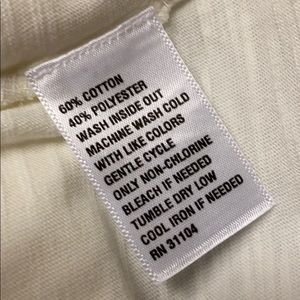 60% COTTON
40% POLYESTER
WASH INSIDE OUT
MACHINE WASH COLD
WITH LIKE COLORS
GENTLE CYCLE
ONLY NON-CHLORINE
BLEACH IF NEEDED
TUMBLE DRY LOW
COOL IRON IF NEEDED
RN 31104